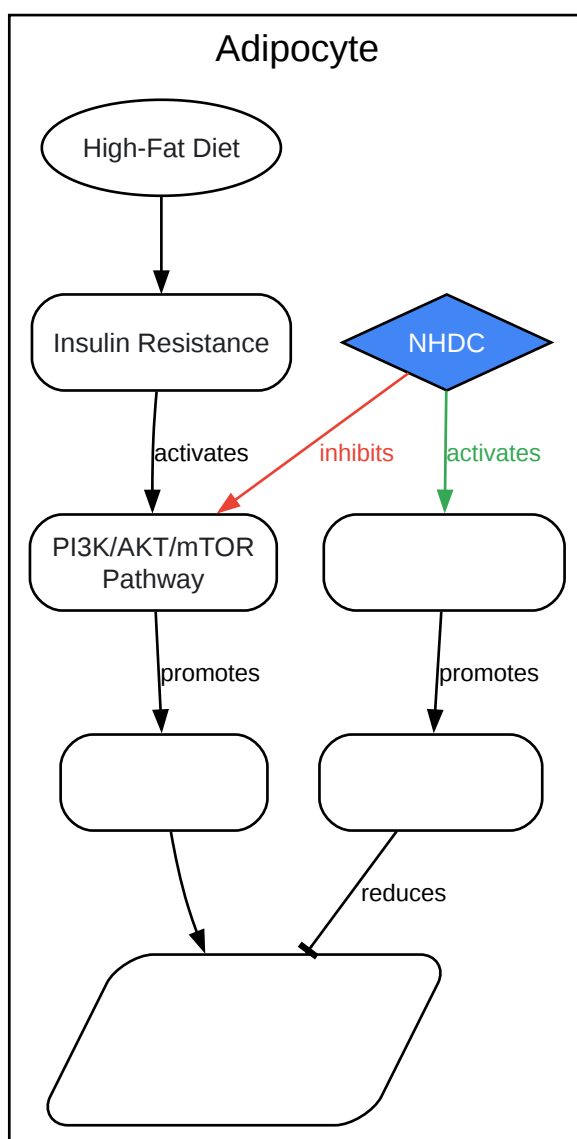 Adipocyte
High-Fat Diet
Insulin Resistance
NHDC
activates
inhibits
activates
PI3K/AKT/mTOR
Pathway
promotes
promotes
reduces